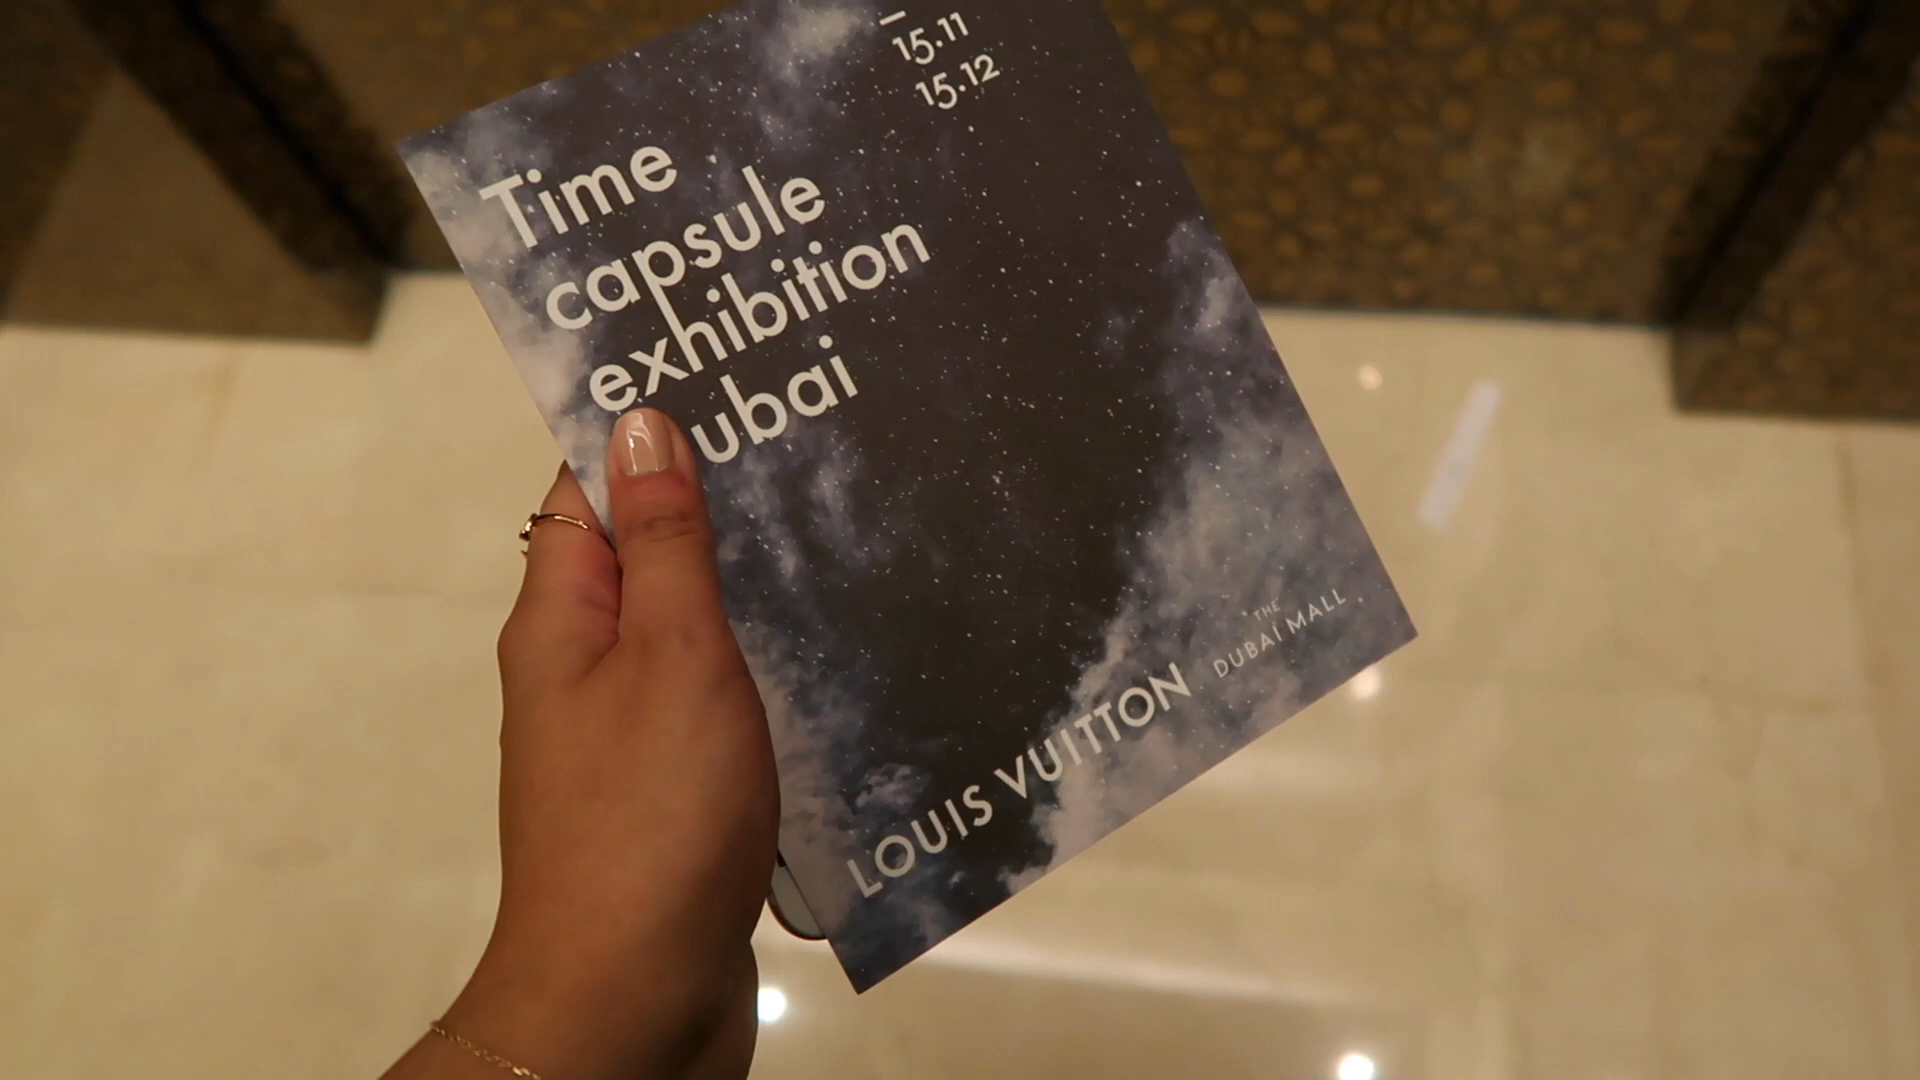 15.11
15.12
Time
capsule
exhibition
ubai
THE
DUBAI MALL
LOUIS VUITTON